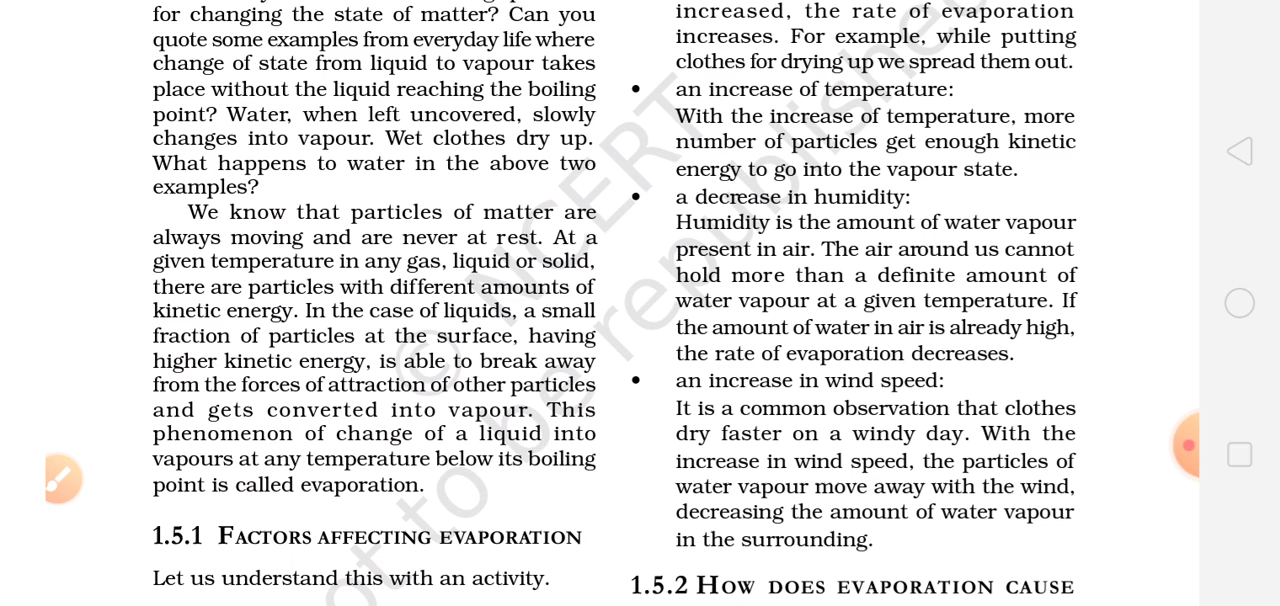 for changing the state of matter? Can you
quote some examples from everyday life where
change of state from liquid to vapour takes
place without the liquid reaching the boiling
point? Water, when left uncovered, slowly
changes into vapour. Wet clothes dry up.
What happens to water in the above two
examples?
We know that particles of matter are
always moving and are never at rest. At a
given temperature in any gas, liquid or solid,
there are particles with different amounts of
kinetic energy. In the case of liquids, a small
fraction of particles at the surface, having
higher kinetic energy, is able to break away
from the forces of attraction of other particles
and gets converted into vapour. This
phenomenon of change of a liquid into
vapours at any temperature below its boiling
point is called evaporation.
1.5.1 FACTORS AFFECTING EVAPORATION
Let us understand this with an activity.
increased, the rate of evaporation
increases. For example, while putting
clothes for drying up we spread them out.
• an increase of temperature:
With the increase of temperature, more
number of particles get enough kinetic
energy to go into the vapour state.
• a decrease in humidity:
Humidity is the amount of water vapour
present in air. The air around us cannot
hold more than a definite amount of
water vapour at a given temperature. If
the amount of water in air is already high,
the rate of evaporation decreases.
• an increase in wind speed:
It is a common observation that clothes
dry faster on a windy day. With the
increase in wind speed, the particles of
water vapour move away with the wind,
decreasing the amount of water vapour
in the surrounding.
1.5.2 HOW DOES EVAPORATION CAUSE
© NCERT
not to be republished